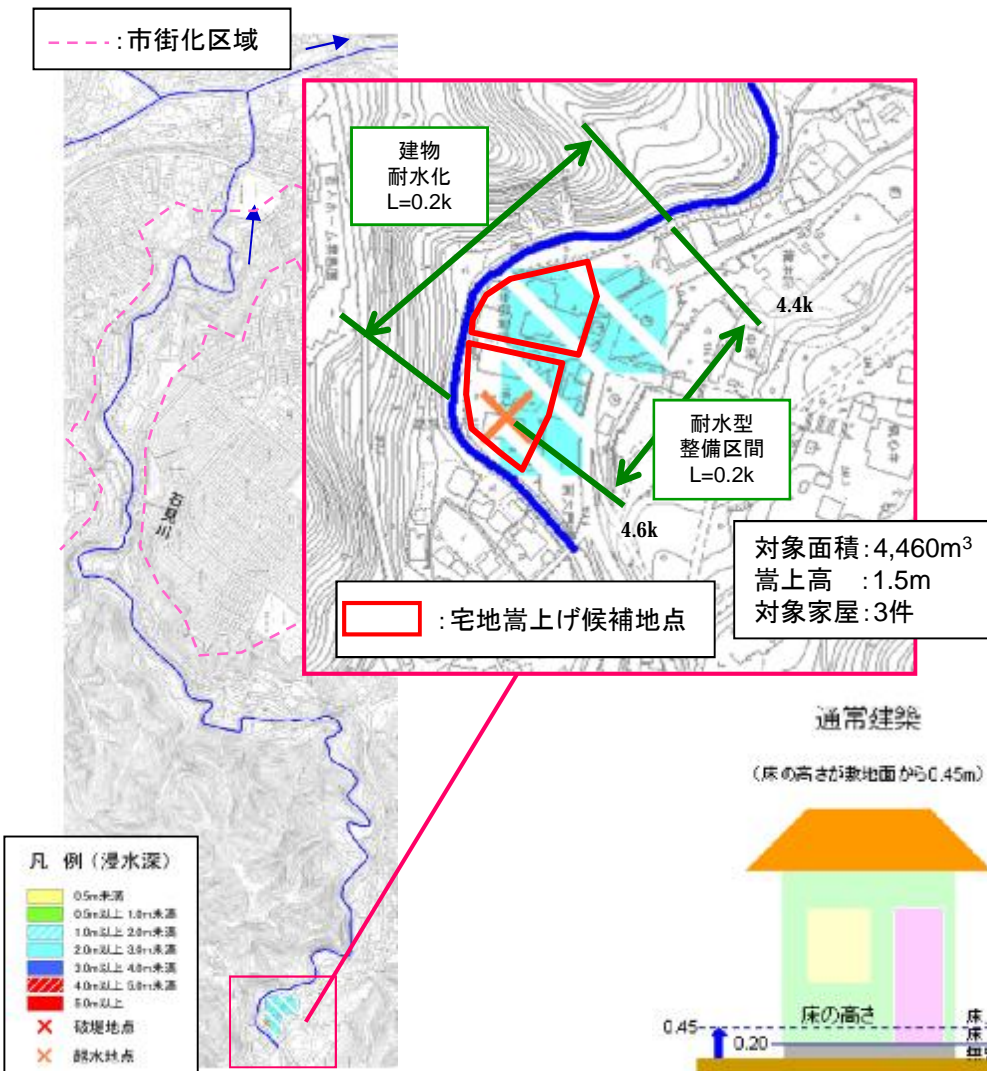 :市街化区域
建物
耐水化
L=0.2k
4.4k
耐水型
整備区間
L=0.2k
4.6k
:宅地嵩上げ候補地点
対象面積:4,460m³
嵩上高 :1.5m
対象家屋:3件
石見川
凡 例(浸水深)
0.5m未満
0.5m以上 1.0m未満
1.0m以上 2.0m未満
2.0m以上 3.0m未満
3.0m以上 4.0m未満
4.0m以上 5.0m未満
5.0m以上
破堤地点
溢水地点
通常建築
(床の高さが敷地面から0.45m)
床の高さ
0.45
0.20
床
床
無